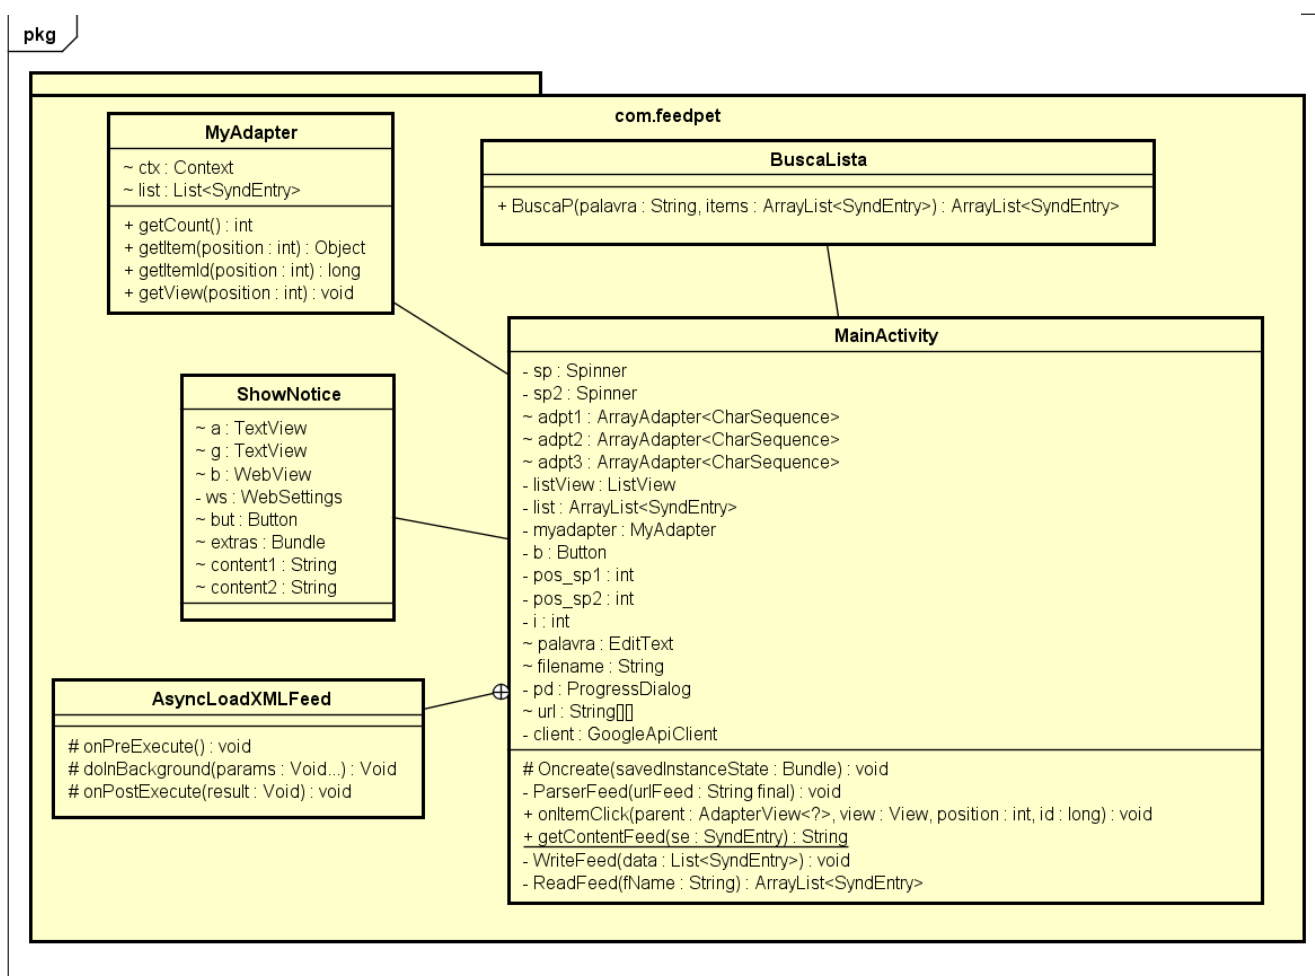 pkg
com.feedpet
MyAdapter
~ ctx : Context
~ list : List<SyndEntry>
+ getCount() : int
+ getItem(position : int) : Object
+ getItemId(position : int) : long
+ getView(position : int) : void
BuscaLista
+ BuscaP(palavra : String, items : ArrayList<SyndEntry>) : ArrayList<SyndEntry>
ShowNotice
~ a : TextView
~ g : TextView
~ b : WebView
- ws : WebSettings
~ but : Button
~ extras : Bundle
~ content1 : String
~ content2 : String
AsyncLoadXMLFeed
# onPreExecute() : void
# doInBackground(params : Void...) : Void
# onPostExecute(result : Void) : void
MainActivity
- sp : Spinner
- sp2 : Spinner
~ adpt1 : ArrayAdapter<CharSequence>
~ adpt2 : ArrayAdapter<CharSequence>
~ adpt3 : ArrayAdapter<CharSequence>
- listView : ListView
- list : ArrayList<SyndEntry>
- myadapter : MyAdapter
- b : Button
- pos_sp1 : int
- pos_sp2 : int
- i : int
~ palavra : EditText
~ filename : String
- pd : ProgressDialog
~ url : String[][]
- client : GoogleApiClient
# Oncreate(savedInstanceState : Bundle) : void
- ParserFeed(urlFeed : String final) : void
+ onItemClick(parent : AdapterView<?>, view : View, position : int, id : long) : void
+ getContentFeed(se : SyndEntry) : String
- WriteFeed(data : List<SyndEntry>) : void
- ReadFeed(fName : String) : ArrayList<SyndEntry>